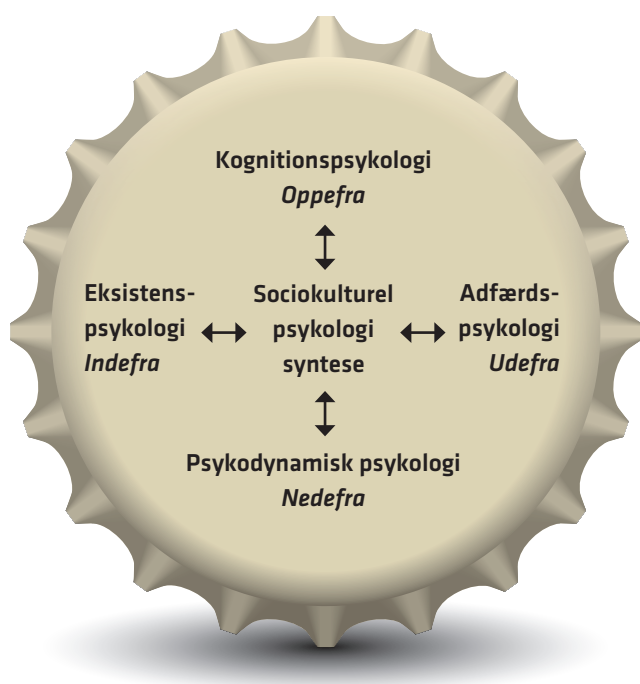 Kognitionspsykologi
Oppefra
Eksistens-
psykologi
Indefra
Sociokulturel
psykologi
syntese
Adfærds-
psykologi
Udefra
Psykodynamisk psykologi
Nedefra